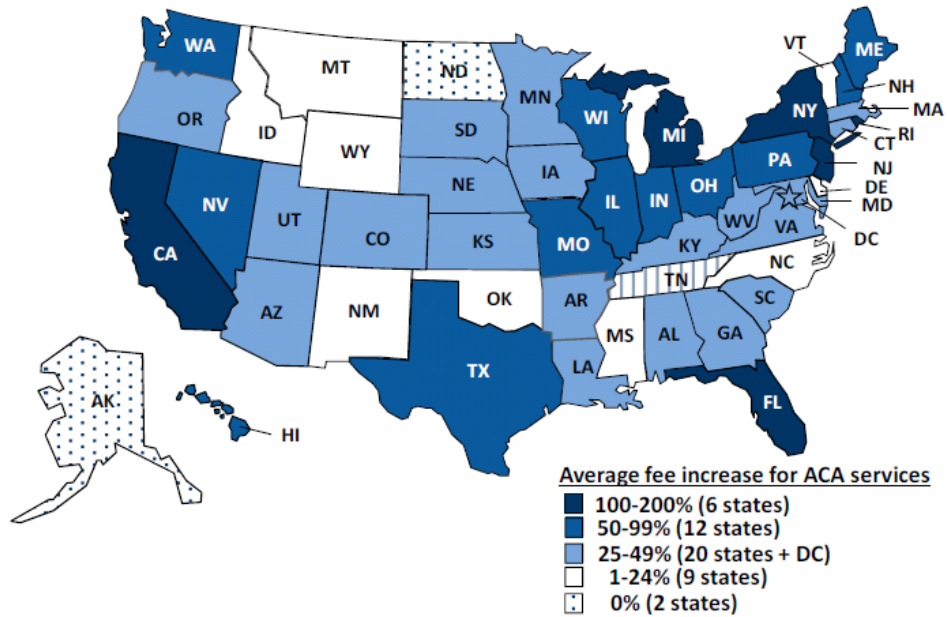 WA
MT
ND
MN
VT
ME
NH
MA
RI
CT
NY
OR
ID
WY
SD
WI
MI
NJ
DE
MD
DC
PA
NV
UT
CO
NE
IA
IL
IN
OH
WV
VA
KS
MO
KY
CA
AZ
NM
OK
AR
TN
NC
SC
MS
AL
GA
LA
TX
FL
AK
HI
Average fee increase for ACA services
100-200% (6 states)
50-99% (12 states)
25-49% (20 states + DC)
1-24% (9 states)
0% (2 states)